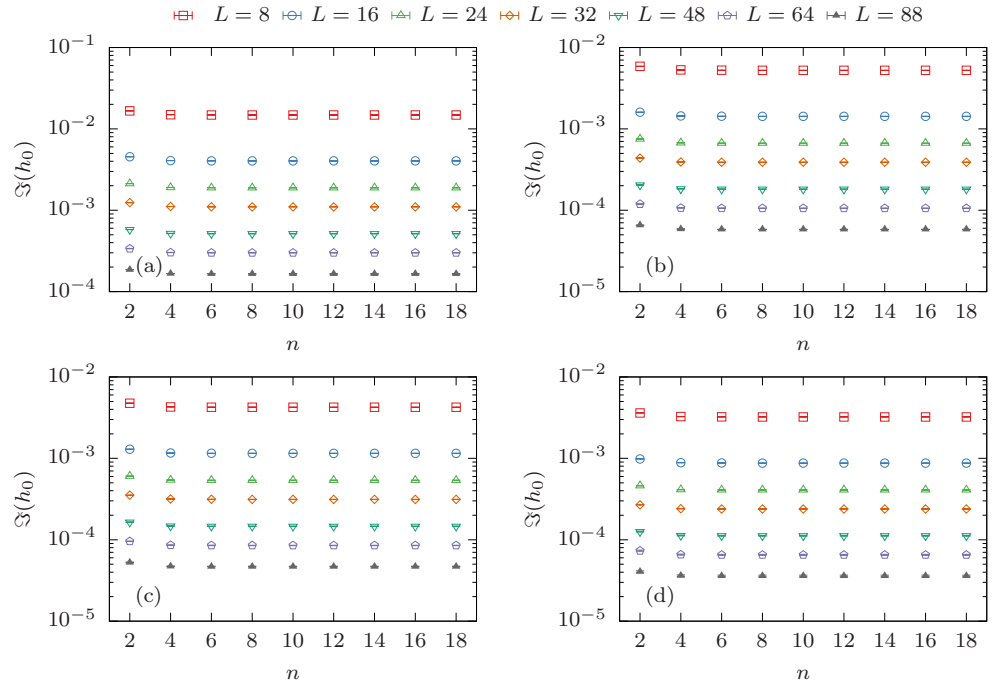 L = 8 L = 16 L = 24 L = 32 L = 48 L = 64 L = 88
10⁻¹
10⁻²
10⁻³
10⁻⁴
ℑ(h₀)
(a)
2 4 6 8 10 12 14 16 18
n
10⁻²
10⁻³
10⁻⁴
10⁻⁵
ℑ(h₀)
(b)
2 4 6 8 10 12 14 16 18
n
10⁻²
10⁻³
10⁻⁴
10⁻⁵
ℑ(h₀)
(c)
2 4 6 8 10 12 14 16 18
n
10⁻²
10⁻³
10⁻⁴
10⁻⁵
ℑ(h₀)
(d)
2 4 6 8 10 12 14 16 18
n